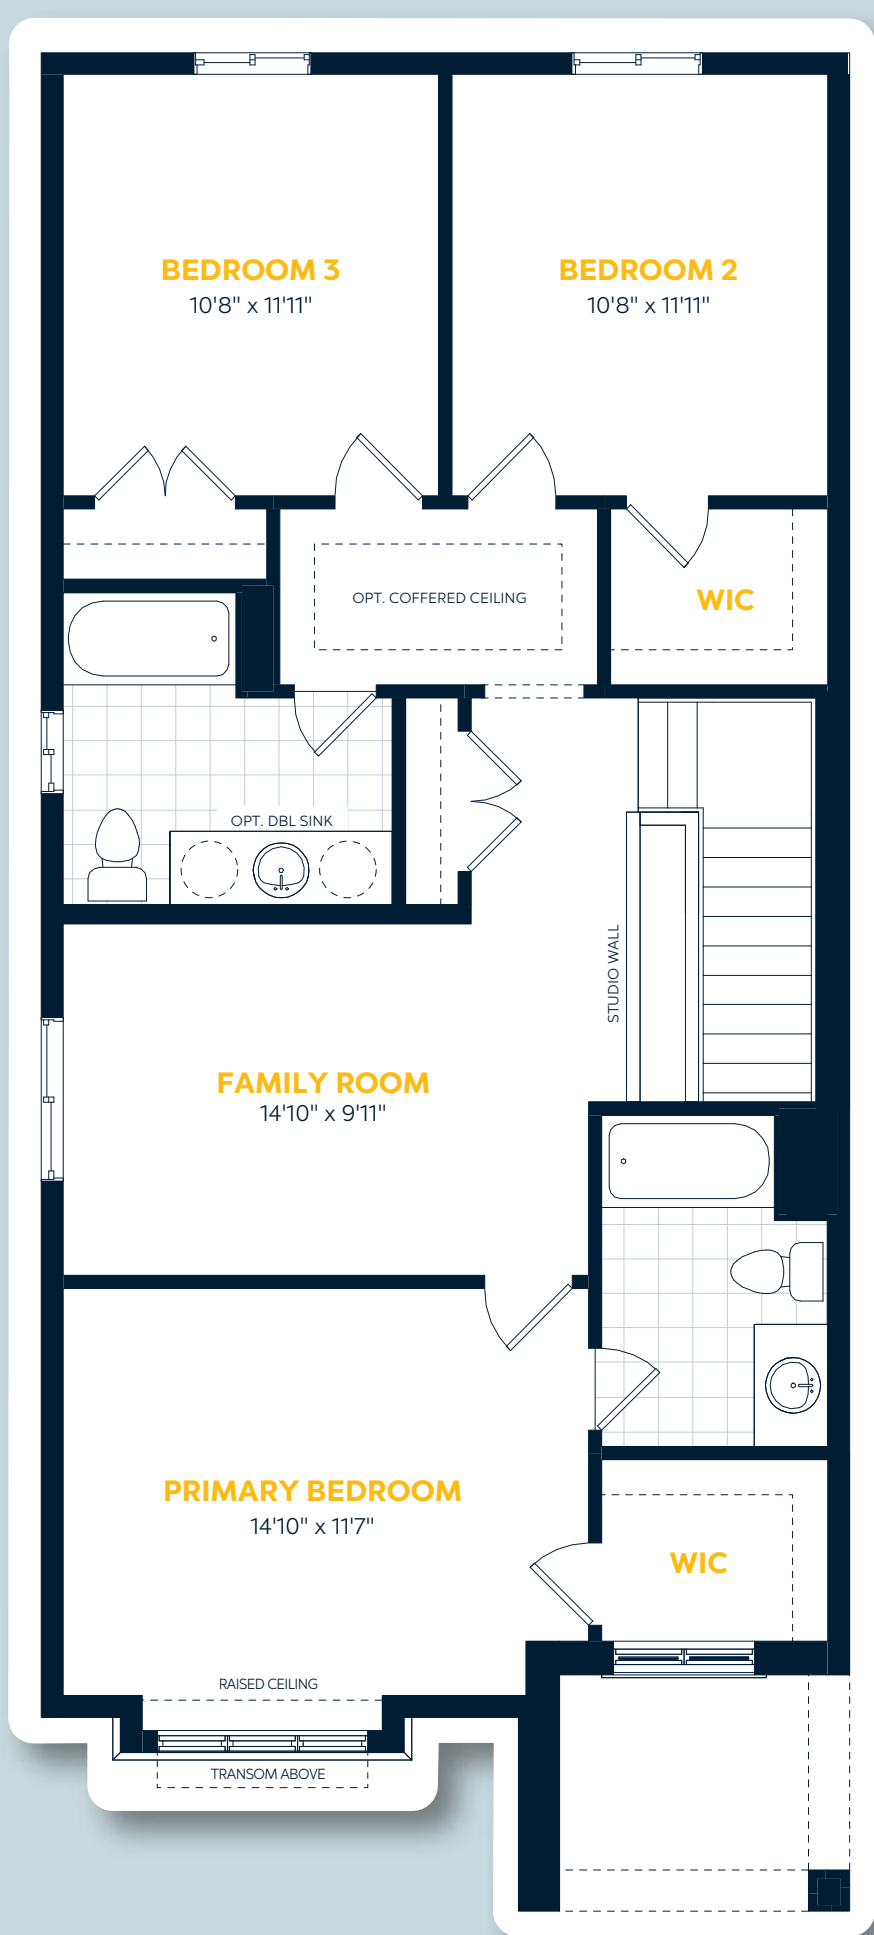 BEDROOM 3
10'8" x 11'11"
BEDROOM 2
10'8" x 11'11"
OPT. COFFERED CEILING
WIC
OPT. DBL SINK
STUDIO WALL
FAMILY ROOM
14'10" x 9'11"
PRIMARY BEDROOM
14'10" x 11'7"
WIC
RAISED CEILING
TRANSOM ABOVE